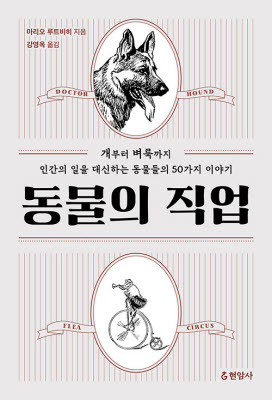 마리오 루트비히 지음
강영옥 옮김
DOCTOR HOUND
개부터 벼룩까지
인간의 일을 대신하는 동물들의 50가지 이야기
동물의 직업
FLEA CIRCUS
현암사